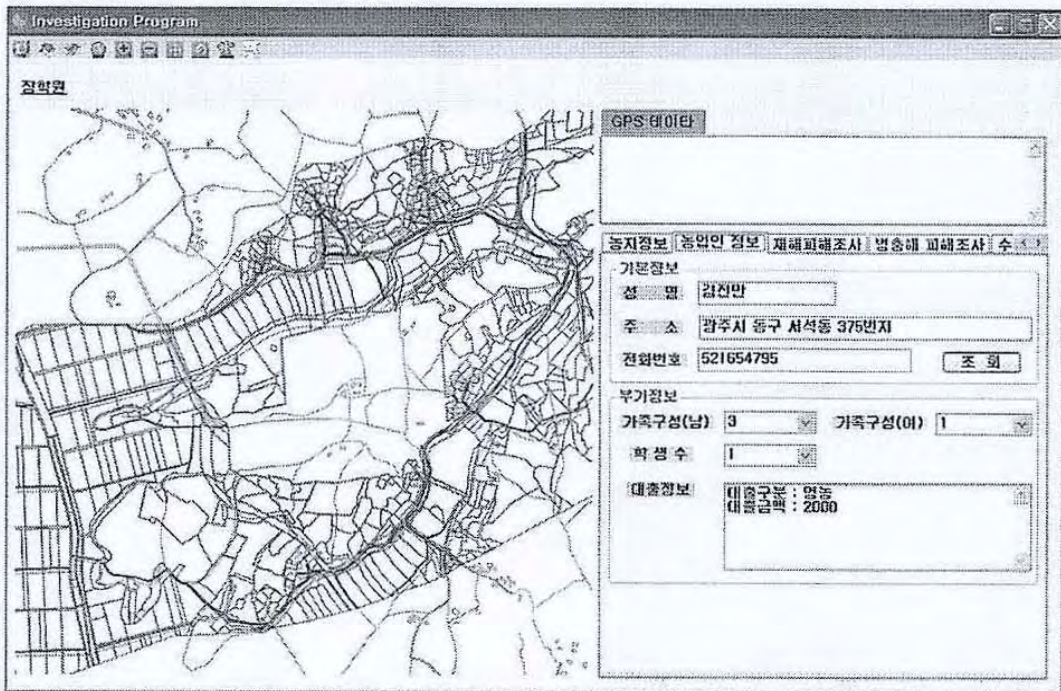 Investigation Program
장학원
GPS 데이타
농지정보 농업인 정보 재해피해조사 병충해 피해조사 수
기본정보
성 명 김진만
주 소 광주시 동구 서석동 375번지
전화번호 521654795 조 회
부가정보
가족구성(남) 3 가족구성(여) 1
학생수 1
대출정보 대출구분 : 영농
대출금액 : 2000